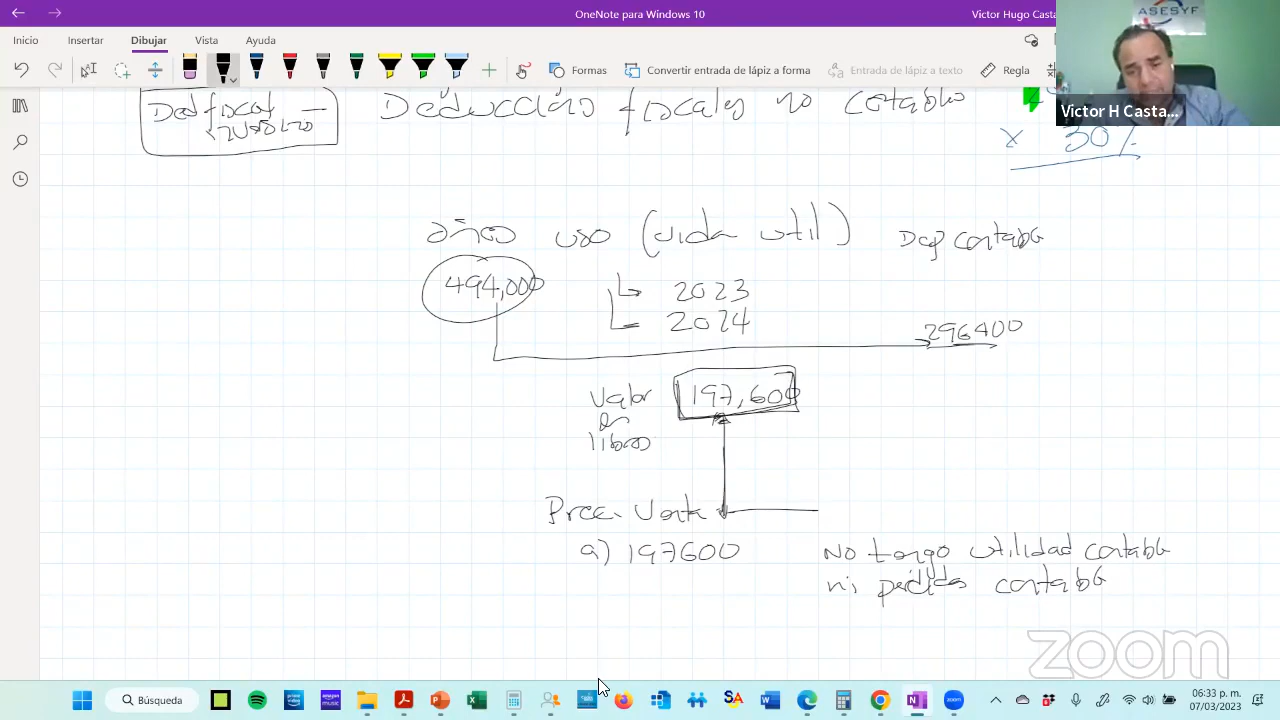 OneNote para Windows 10
Victor Hugo Casta
ASESYF
Inicio Insertar Dibujar Vista Ayuda
Formas Convertir entrada de lápiz a forma Entrada de lápiz a texto Regla
Victor H Casta...
Ded fiscal —
Deducción fiscales no contable
x 30%
años uso (vida util) Dep contable
494,000
2023
2024
296400
Valor 197,600
en
libros
Precio Venta
a) 197600 No tengo utilidad contable
ni perdida contable
zoom
Búsqueda
06:33 p. m.
07/03/2023